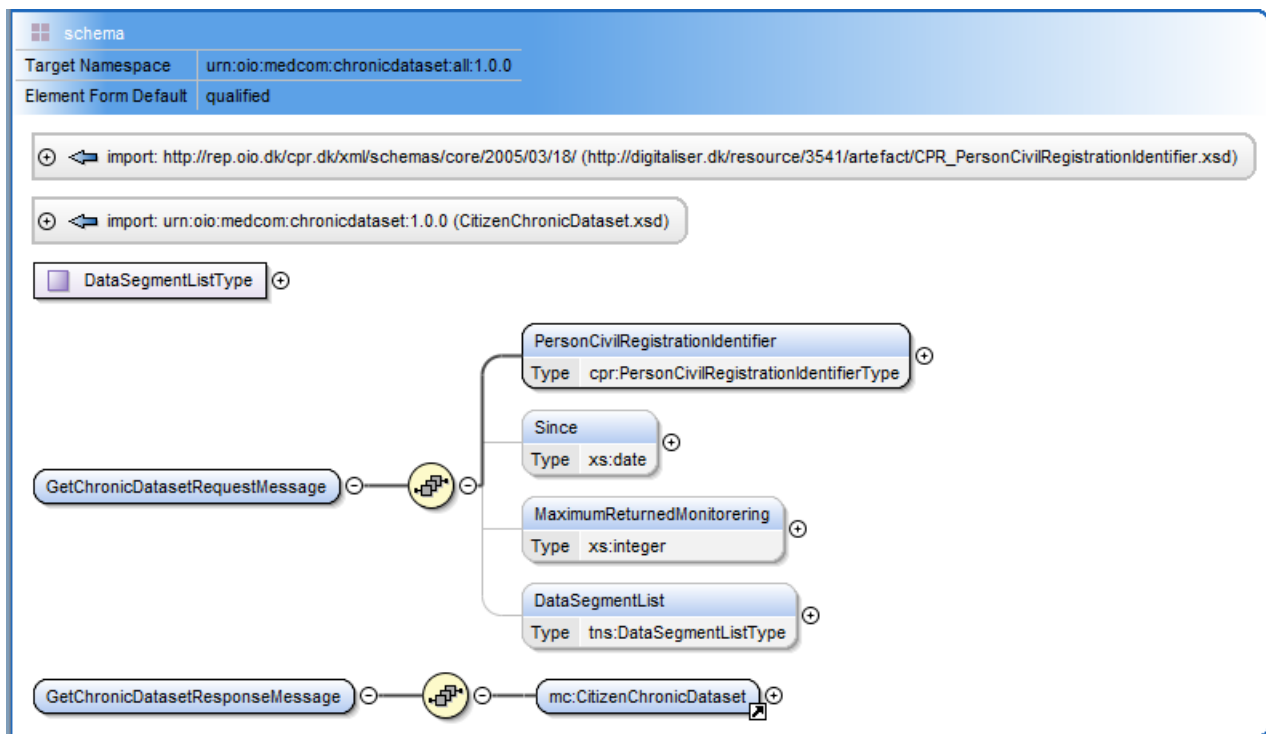 schema
Target Namespace urn:oio:medcom:chronicdataset:all:1.0.0
Element Form Default qualified
import: http://rep.oio.dk/cpr.dk/xml/schemas/core/2005/03/18/ (http://digitaliser.dk/resource/3541/artefact/CPR_PersonCivilRegistrationIdentifier.xsd)
import: urn:oio:medcom:chronicdataset:1.0.0 (CitizenChronicDataset.xsd)
DataSegmentListType
GetChronicDatasetRequestMessage
PersonCivilRegistrationIdentifier
Type cpr:PersonCivilRegistrationIdentifierType
Since
Type xs:date
MaximumReturnedMonitorering
Type xs:integer
DataSegmentList
Type tns:DataSegmentListType
GetChronicDatasetResponseMessage
mc:CitizenChronicDataset